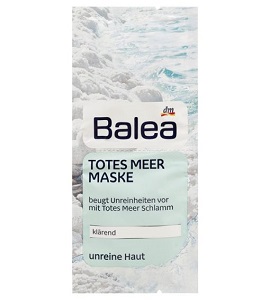 dm
Balea
TOTES MEER
MASKE
beugt Unreinheiten vor
mit Totes Meer Schlamm
klärend
unreine Haut